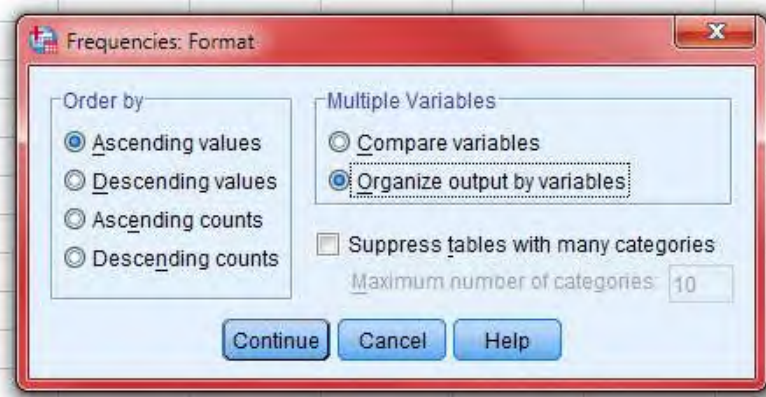 Frequencies: Format
Order by
Ascending values
Descending values
Ascending counts
Descending counts
Multiple Variables
Compare variables
Organize output by variables
Suppress tables with many categories
Maximum number of categories: 10
Continue
Cancel
Help